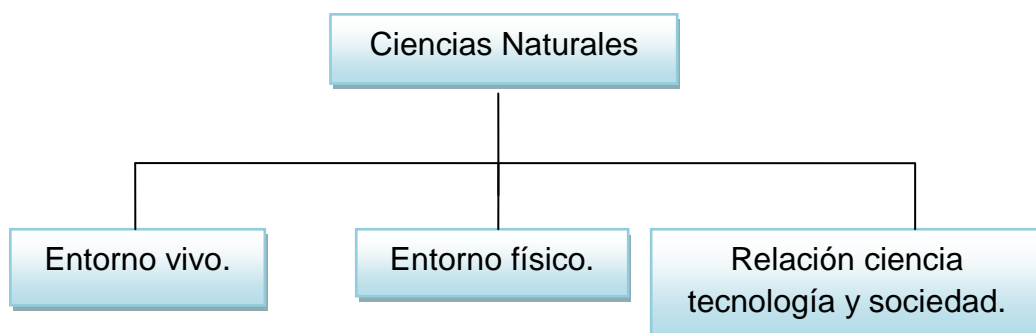 Ciencias Naturales
Entorno vivo.
Entorno físico.
Relación ciencia
tecnología y sociedad.